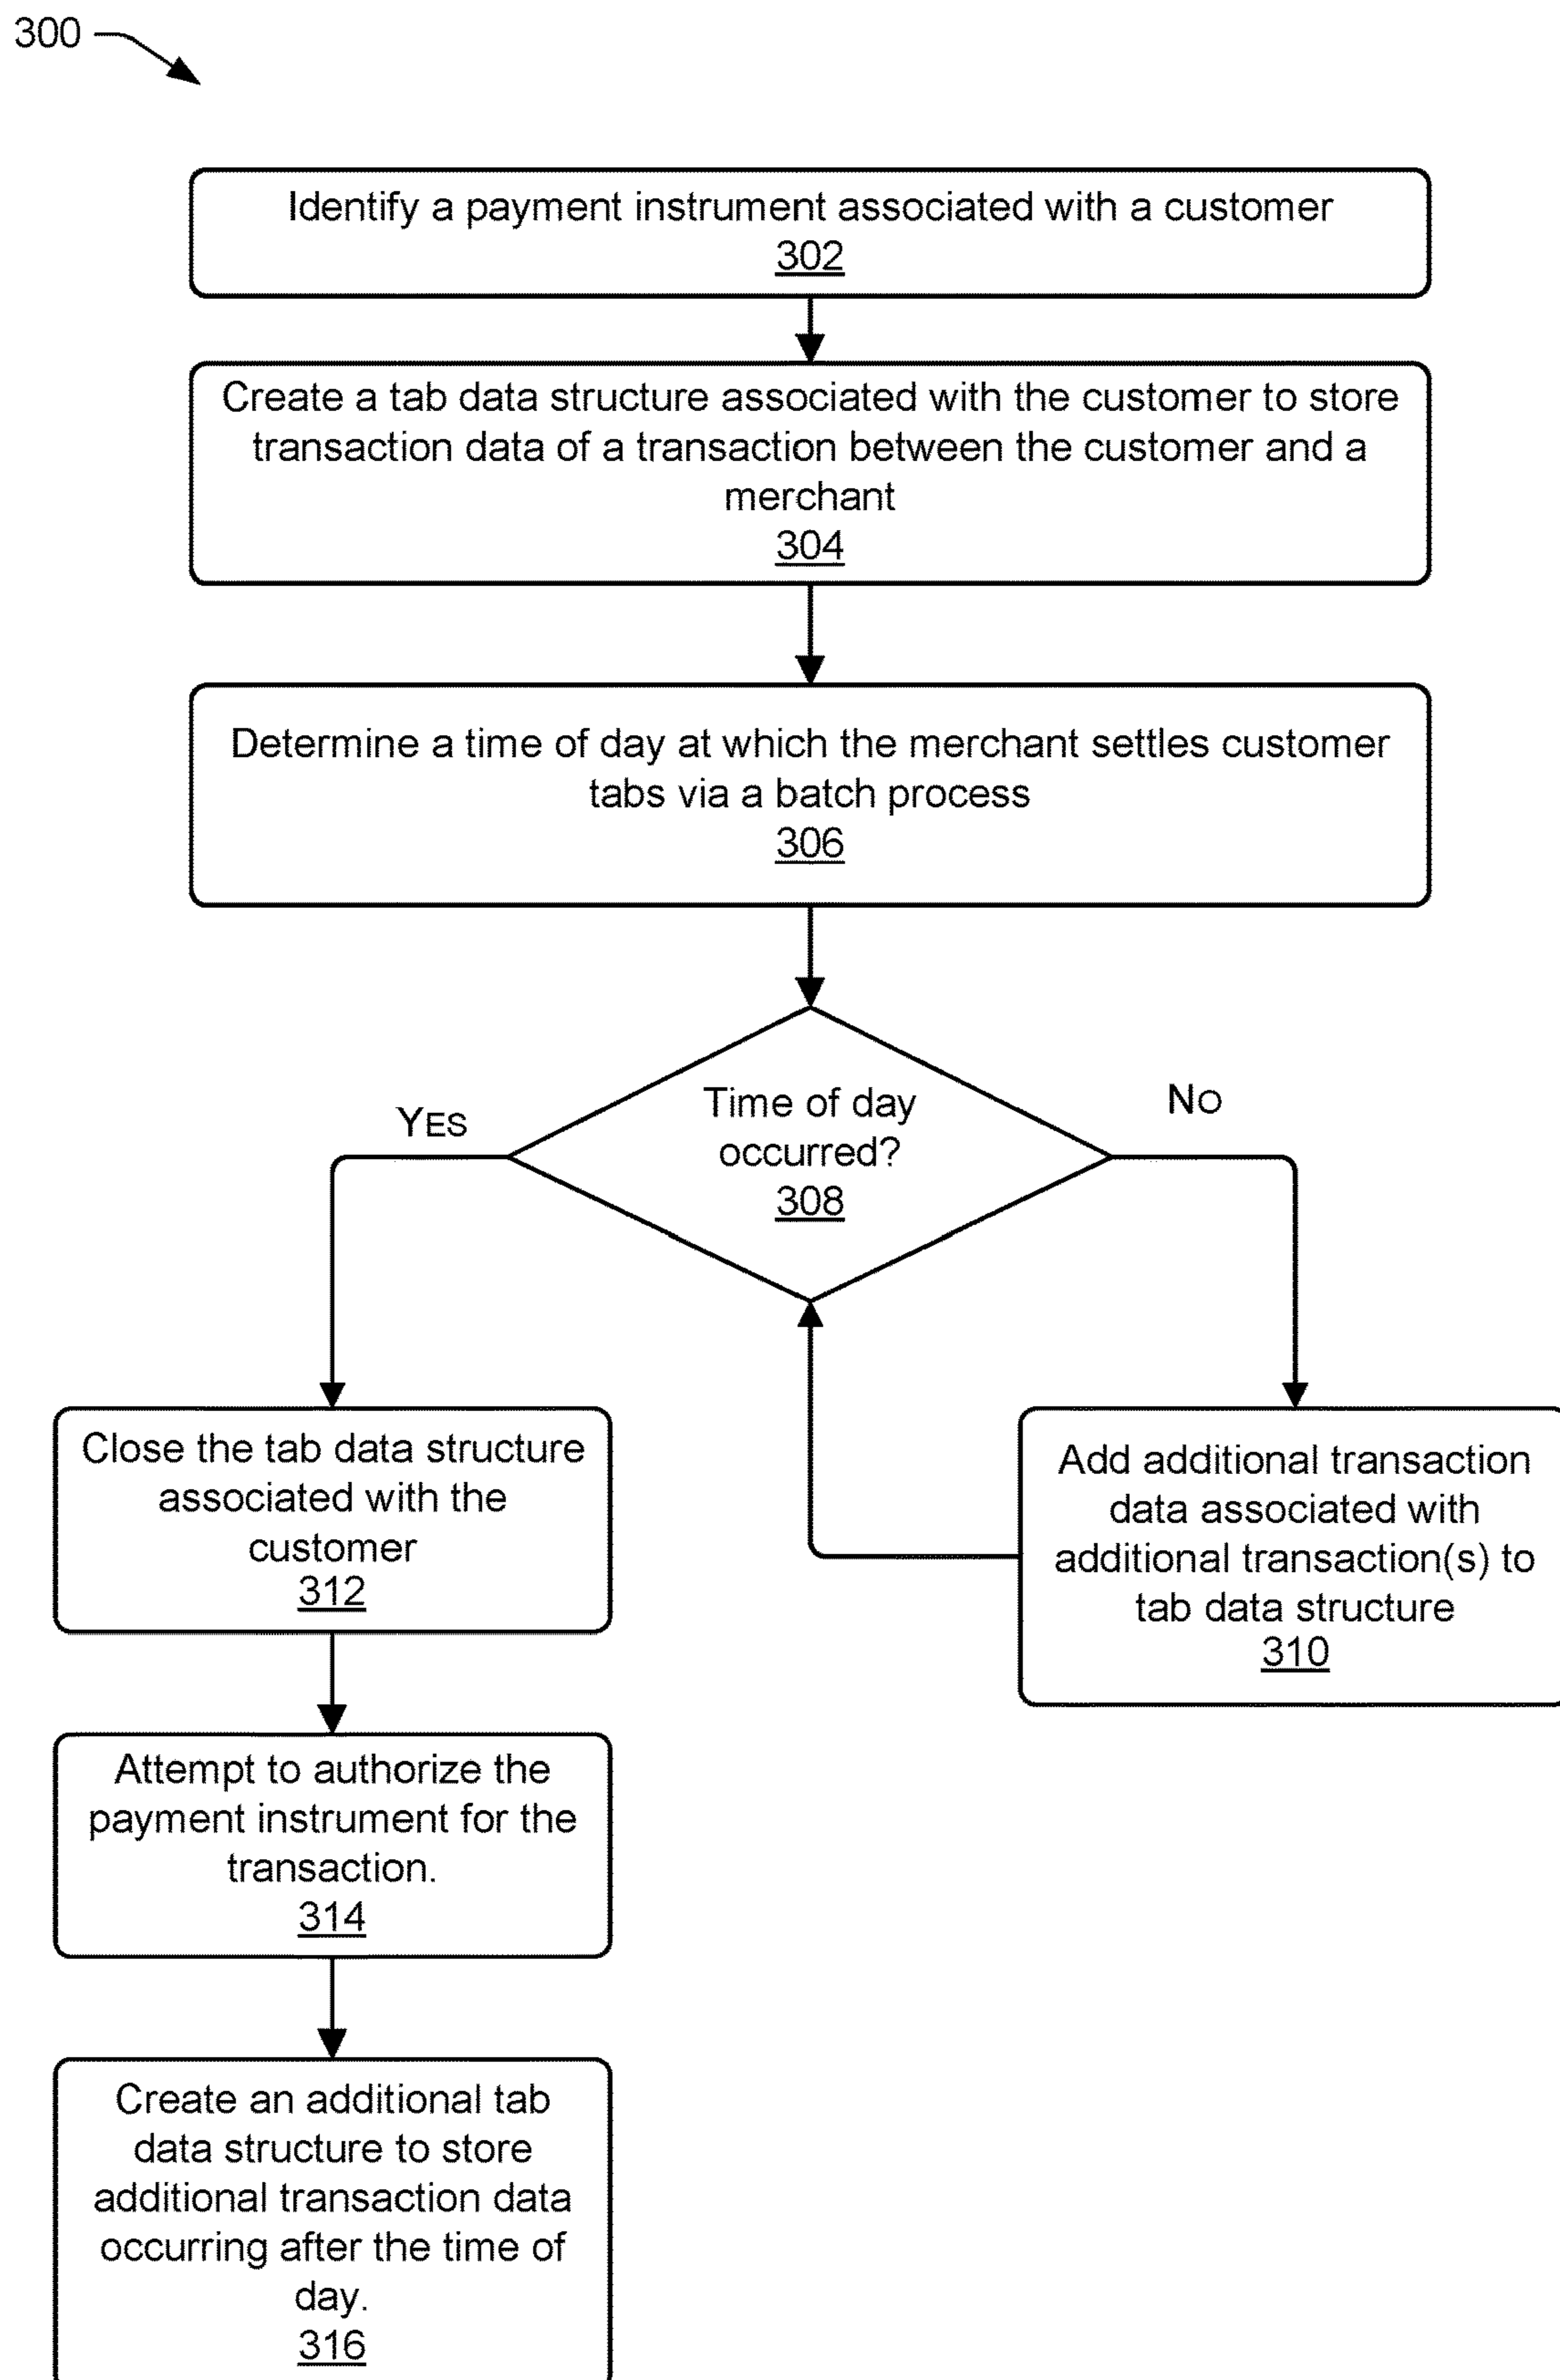 300
Identify a payment instrument associated with a customer
302
Create a tab data structure associated with the customer to store
transaction data of a transaction between the customer and a
merchant
304
Determine a time of day at which the merchant settles customer
tabs via a batch process
306
Time of day
occurred?
308
YES
NO
Close the tab data structure
associated with the
customer
312
Add additional transaction
data associated with
additional transaction(s) to
tab data structure
310
Attempt to authorize the
payment instrument for the
transaction.
314
Create an additional tab
data structure to store
additional transaction data
occurring after the time of
day.
316